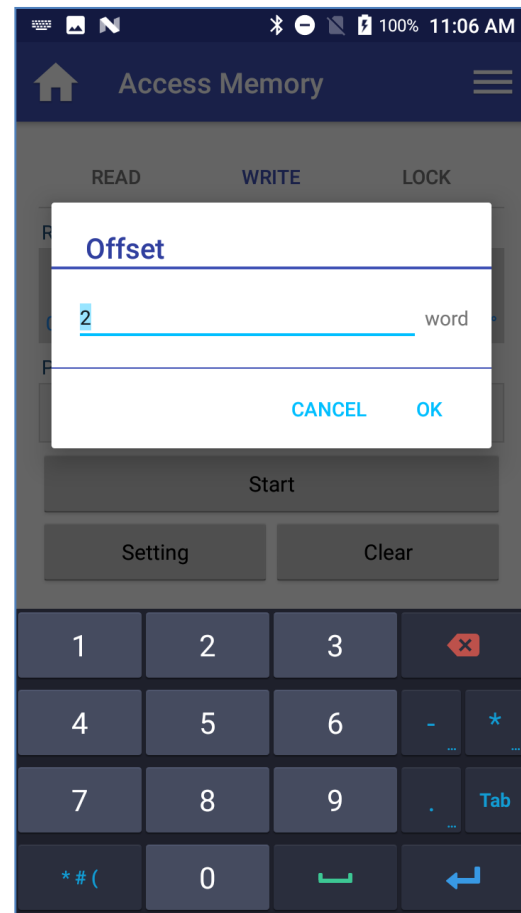 100% 11:06 AM
Access Memory
READ WRITE LOCK
R
Offset
2 word
P
CANCEL OK
Start
Setting Clear
1 2 3
4 5 6 - * ... ...
7 8 9 . Tab ...
* # ( 0